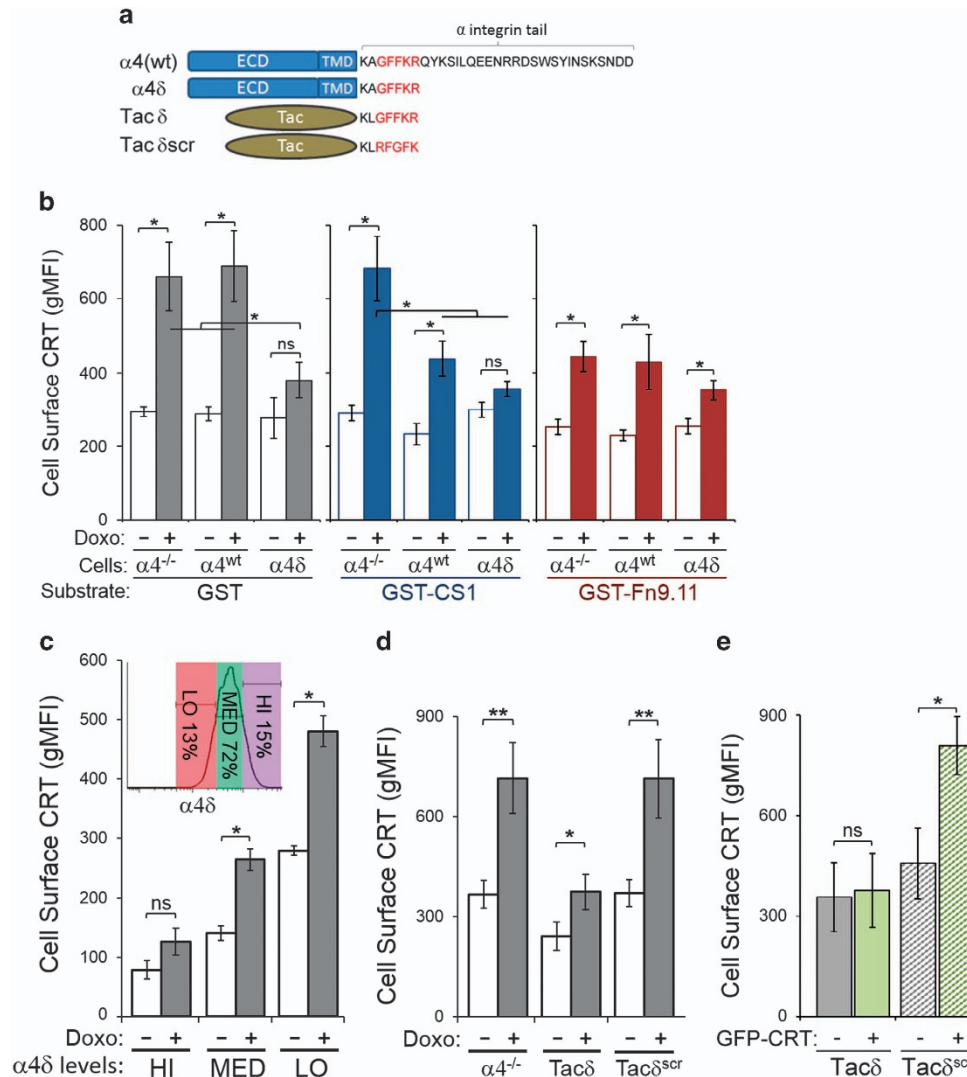 a
α integrin tail
α4(wt) ECD TMD KAGFFKRQYKSILQEENRRDSWSYINSKSNDD
α4δ ECD TMD KAGFFKR
Tac δ Tac KLGFFKR
Tac δscr Tac KLRFGFK
b
Cell Surface CRT (gMFI)
800
600
400
200
0
* * * ns
* * * ns
* * *
Doxo: − + − + − + − + − + − + − + − + − +
Cells: α4-/- α4wt α4δ α4-/- α4wt α4δ α4-/- α4wt α4δ
Substrate: GST GST-CS1 GST-Fn9.11
c
Cell Surface CRT (gMFI)
600
500
400
300
200
100
0
LO 13%
MED 72%
HI 15%
α4δ
ns * *
Doxo: − + − + − +
α4δ levels: HI MED LO
d
Cell Surface CRT (gMFI)
900
600
300
0
** * **
Doxo: − + − + − +
α4-/- Tacδ Tacδscr
e
Cell Surface CRT (gMFI)
900
600
300
0
ns *
GFP-CRT: − + − +
Tacδ Tacδsc